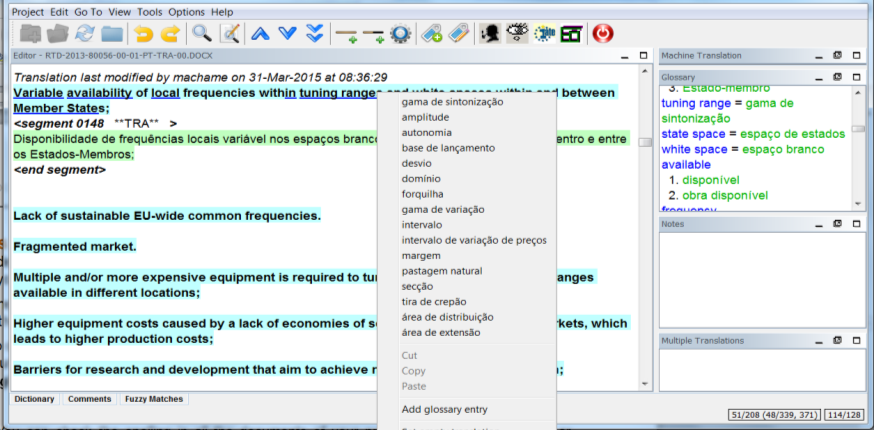 Project Edit Go To View Tools Options Help
Editor - RTD-2013-80056-00-01-PT-TRA-00.DOCX
Translation last modified by machame on 31-Mar-2015 at 08:36:29
Variable availability of local frequencies within tuning ranges and white spaces within and between
Member States;
<segment 0148 **TRA** >
Disponibilidade de frequências locais variável nos espaços branco
entro e entre
os Estados-Membros;
<end segment>
Lack of sustainable EU-wide common frequencies.
Fragmented market.
Multiple and/or more expensive equipment is required to tu
anges
available in different locations;
Higher equipment costs caused by a lack of economies of s
kets, which
leads to higher production costs;
Barriers for research and development that aim to achieve
;
gama de sintonização
amplitude
autonomia
base de lançamento
desvio
domínio
forquilha
gama de variação
intervalo
intervalo de variação de preços
margem
pastagem natural
secção
tira de crepão
área de distribuição
área de extensão
Cut
Copy
Paste
Add glossary entry
Machine Translation
Glossary
3. Estado-membro
tuning range = gama de
sintonização
state space = espaço de estados
white space = espaço branco
available
1. disponível
2. obra disponível
frequency
Notes
Multiple Translations
Dictionary Comments Fuzzy Matches
51/208 (48/339, 371) 114/128